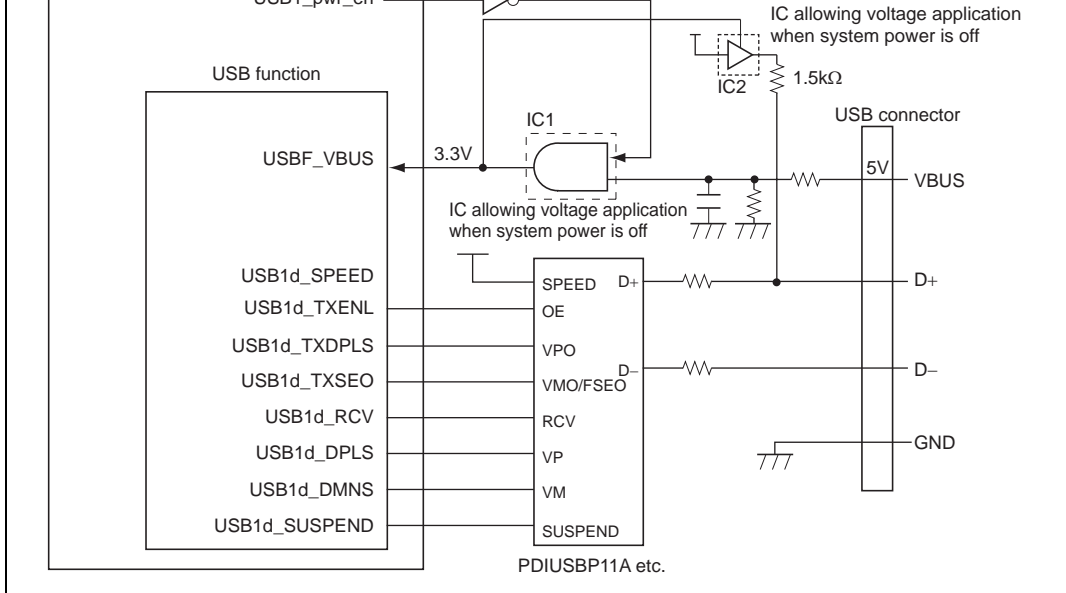 USB1_pwr_en
IC allowing voltage application
when system power is off
USB function
IC2
1.5kΩ
USB connector
IC1
USBF_VBUS
3.3V
5V
VBUS
IC allowing voltage application
when system power is off
USB1d_SPEED
SPEED
D+
D+
USB1d_TXENL
OE
USB1d_TXDPLS
VPO
D−
D−
USB1d_TXSEO
VMO/FSEO
USB1d_RCV
RCV
USB1d_DPLS
VP
GND
USB1d_DMNS
VM
USB1d_SUSPEND
SUSPEND
PDIUSBP11A etc.